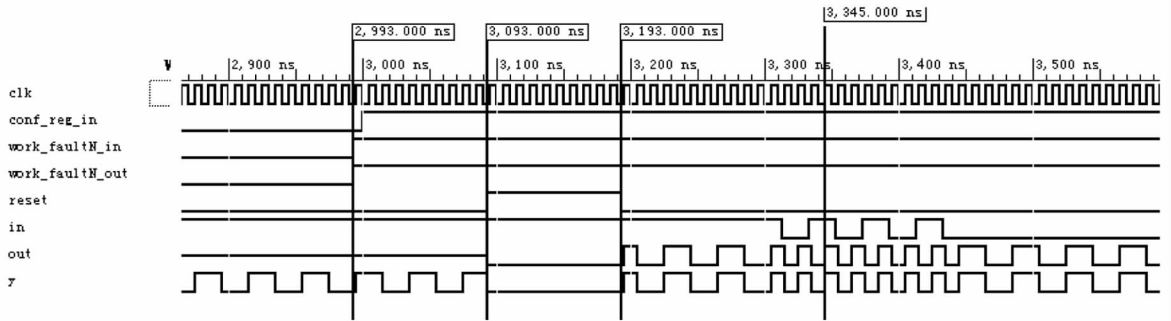 3,345.000 ns
2,993.000 ns 3,093.000 ns 3,193.000 ns
2,900 ns 3,000 ns 3,100 ns 3,200 ns 3,300 ns 3,400 ns 3,500 ns
clk
conf_reg_in
work_faultN_in
work_faultN_out
reset
in
out
y